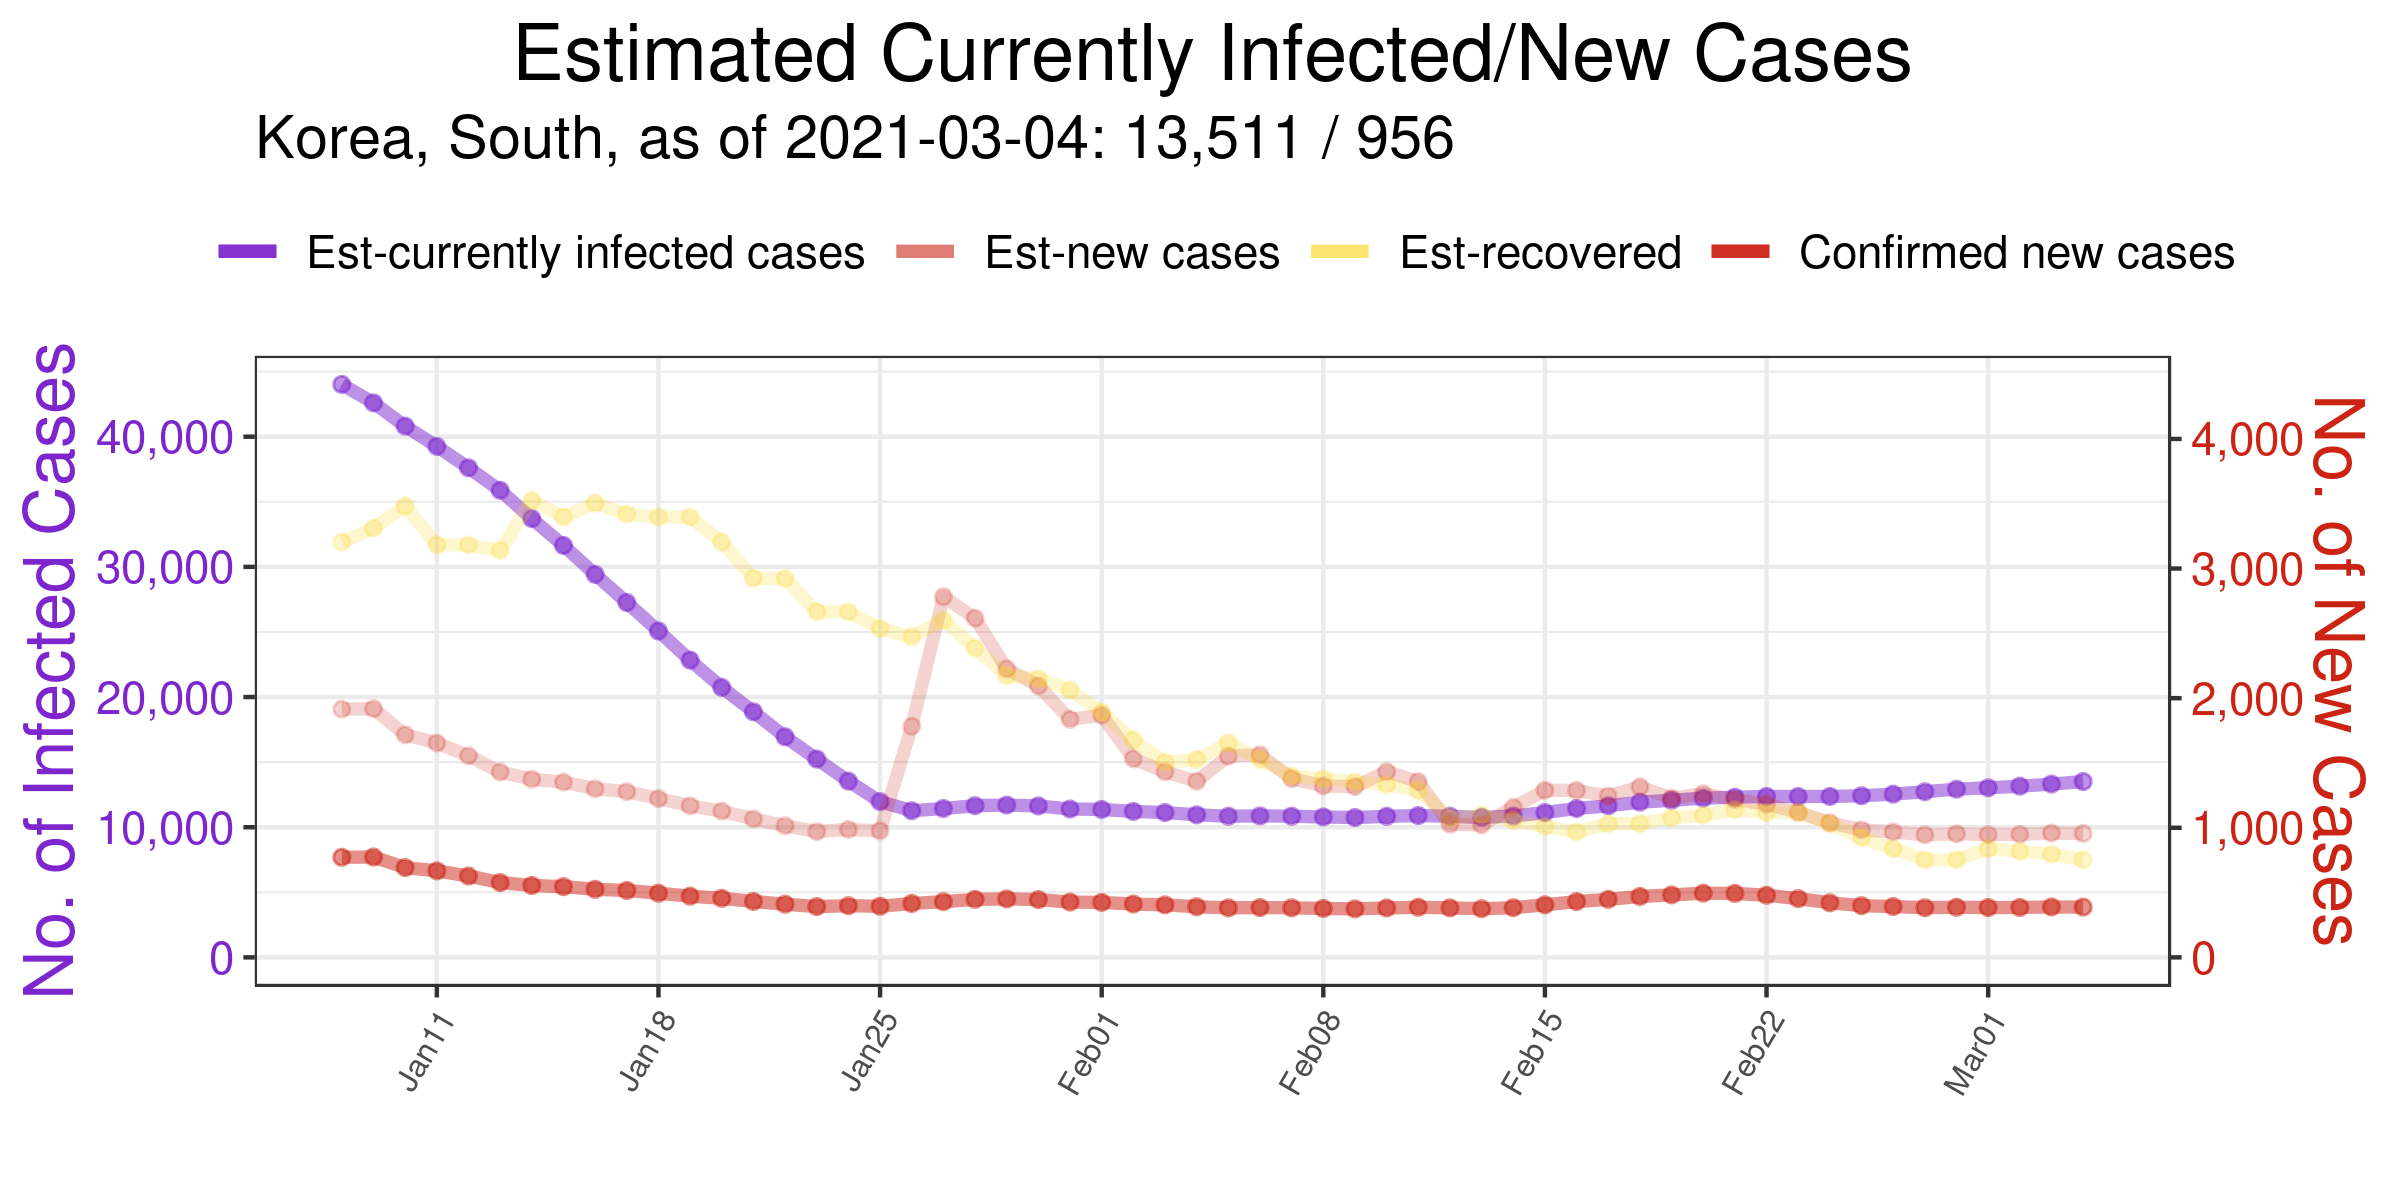 Estimated Currently Infected/New Cases
Korea, South, as of 2021-03-04: 13,511 / 956
Est-currently infected cases Est-new cases Est-recovered Confirmed new cases
No. of Infected Cases
40,000
30,000
20,000
10,000
0
No. of New Cases
4,000
3,000
2,000
1,000
0
Jan11 Jan18 Jan25 Feb01 Feb08 Feb15 Feb22 Mar01